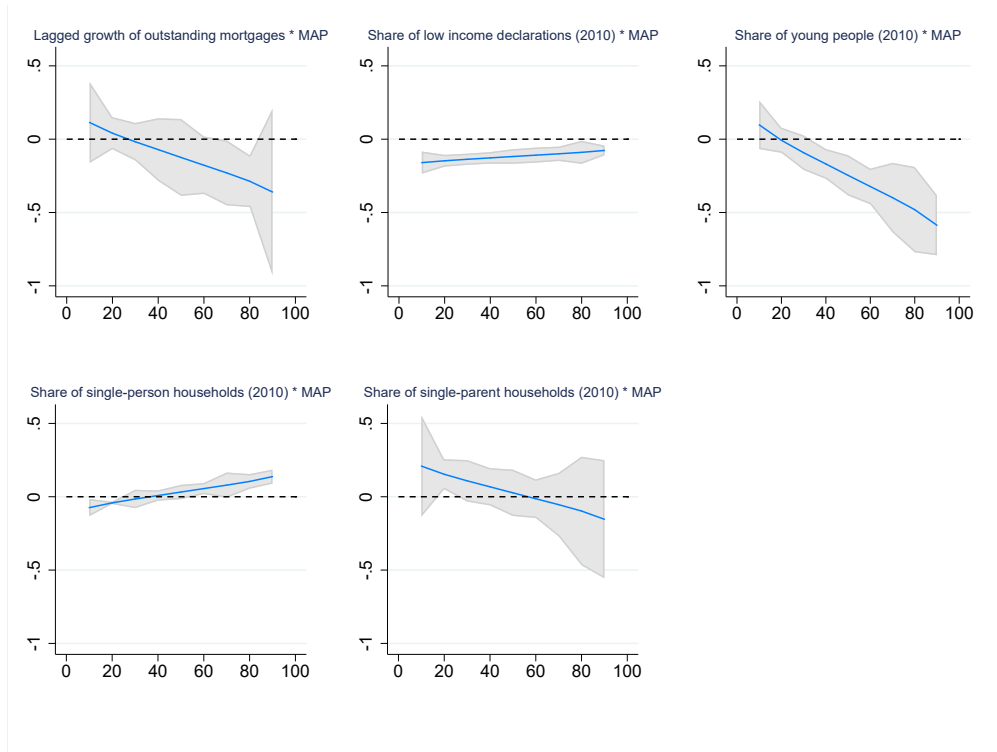 Lagged growth of outstanding mortgages * MAP
.5
0
-.5
-1
0 20 40 60 80 100
Share of low income declarations (2010) * MAP
.5
0
-.5
-1
0 20 40 60 80 100
Share of young people (2010) * MAP
.5
0
-.5
-1
0 20 40 60 80 100
Share of single-person households (2010) * MAP
.5
0
-.5
-1
0 20 40 60 80 100
Share of single-parent households (2010) * MAP
.5
0
-.5
-1
0 20 40 60 80 100